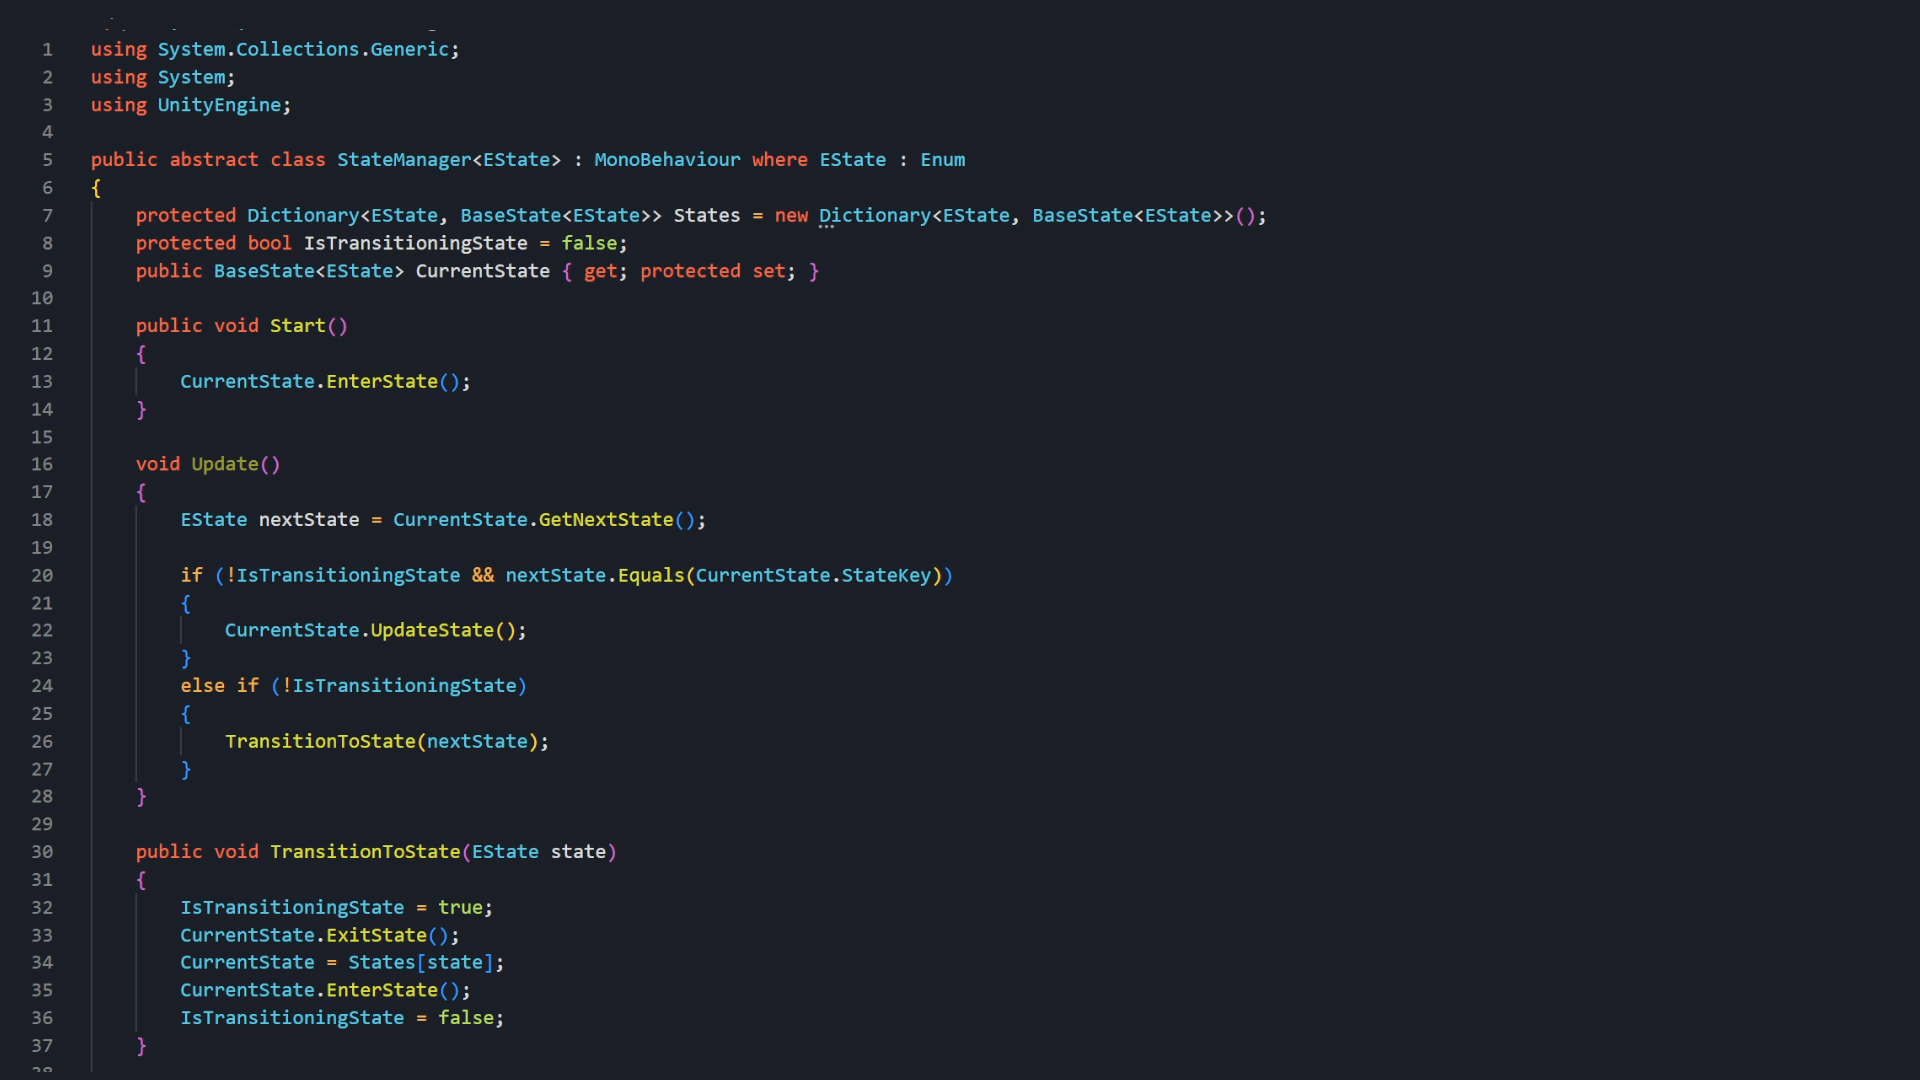 1 using System.Collections.Generic;
2 using System;
3 using UnityEngine;
4
5 public abstract class StateManager<EState> : MonoBehaviour where EState : Enum
6 {
7 protected Dictionary<EState, BaseState<EState>> States = new Dictionary<EState, BaseState<EState>>();
8 protected bool IsTransitioningState = false;
9 public BaseState<EState> CurrentState { get; protected set; }
10
11 public void Start()
12 {
13 CurrentState.EnterState();
14 }
15
16 void Update()
17 {
18 EState nextState = CurrentState.GetNextState();
19
20 if (!IsTransitioningState && nextState.Equals(CurrentState.StateKey))
21 {
22 CurrentState.UpdateState();
23 }
24 else if (!IsTransitioningState)
25 {
26 TransitionToState(nextState);
27 }
28 }
29
30 public void TransitionToState(EState state)
31 {
32 IsTransitioningState = true;
33 CurrentState.ExitState();
34 CurrentState = States[state];
35 CurrentState.EnterState();
36 IsTransitioningState = false;
37 }